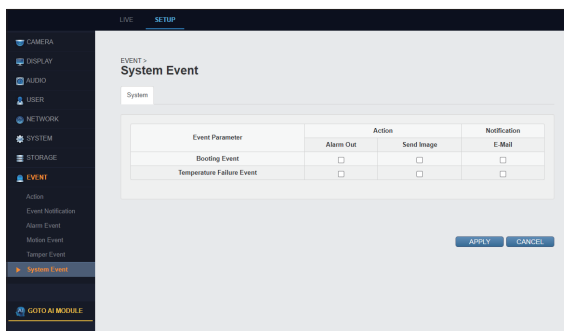 LIVE SETUP
CAMERA
DISPLAY
AUDIO
USER
NETWORK
SYSTEM
STORAGE
EVENT
Action
Event Notification
Alarm Event
Motion Event
Tamper Event
System Event
GOTO AI MODULE
EVENT >
System Event
System
Event Parameter Action Notification
Alarm Out Send Image E-Mail
Booting Event
Temperature Failure Event
APPLY CANCEL